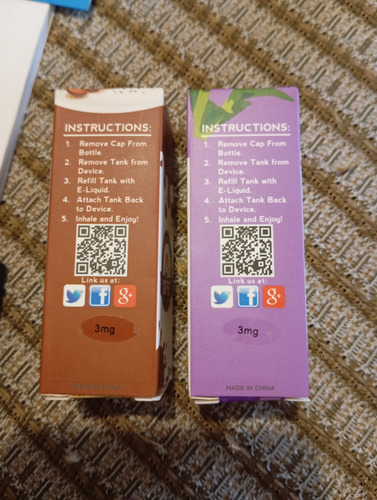 INSTRUCTIONS:
1. Remove Cap From
Bottle.
2. Remove Tank from
Device.
3. Refill Tank with
E-Liquid.
4. Attach Tank Back
to Device.
5. Inhale and Enjoy!
Link us at:
f
g+
3mg
MADE IN
INSTRUCTIONS:
1. Remove Cap From
Bottle.
2. Remove Tank from
Device.
3. Refill Tank with
E-Liquid.
4. Attach Tank Back
to Device.
5. Inhale and Enjoy!
Link us at:
f
g+
3mg
MADE IN CHINA